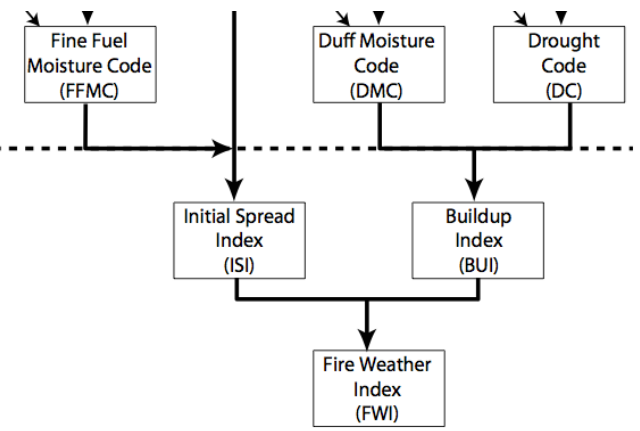 Fine Fuel
Moisture Code
(FFMC)
Duff Moisture
Code
(DMC)
Drought
Code
(DC)
Initial Spread
Index
(ISI)
Buildup
Index
(BUI)
Fire Weather
Index
(FWI)